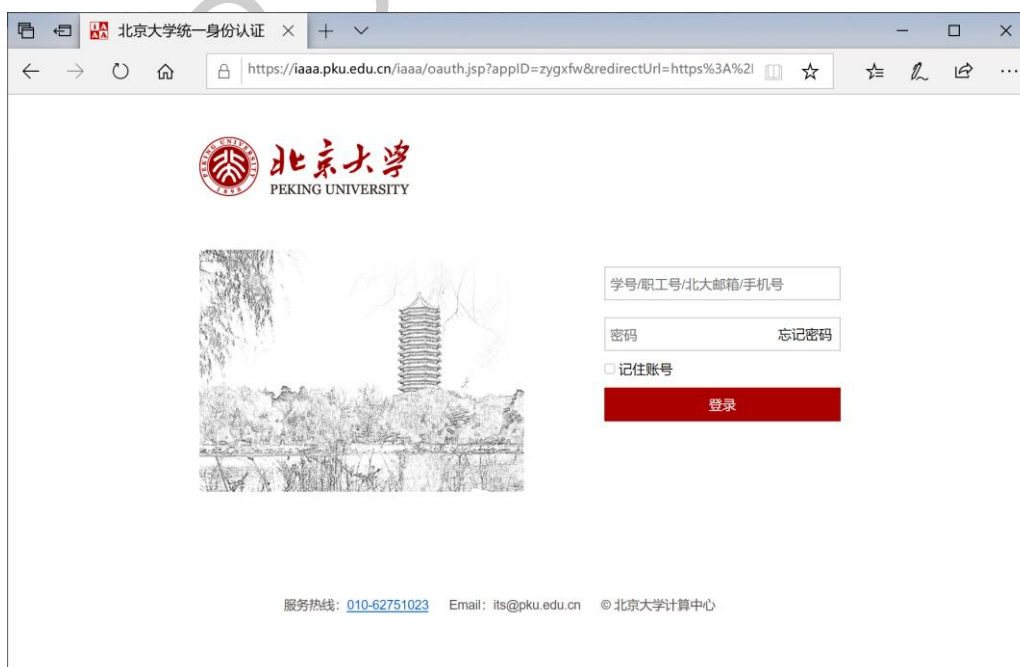 北京大学统一身份认证
https://iaaa.pku.edu.cn/iaaa/oauth.jsp?appID=zygxfw&redirectUrl=https%3A%2
北京大学
PEKING UNIVERSITY
PEKING UNIVERSITY
1898
学号/职工号/北大邮箱/手机号
密码 忘记密码
记住账号
登录
服务热线: 010-62751023 Email: its@pku.edu.cn ©北京大学计算中心